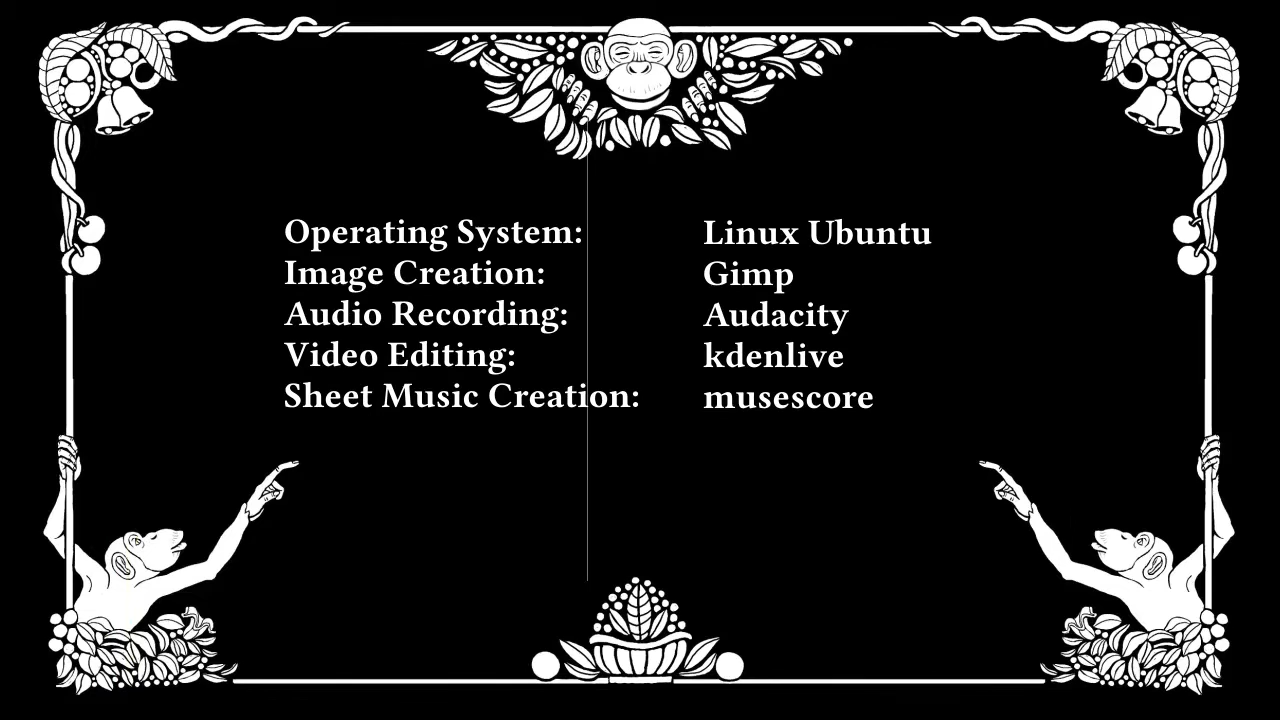 Operating System: Linux Ubuntu
Image Creation: Gimp
Audio Recording: Audacity
Video Editing: kdenlive
Sheet Music Creation: musescore